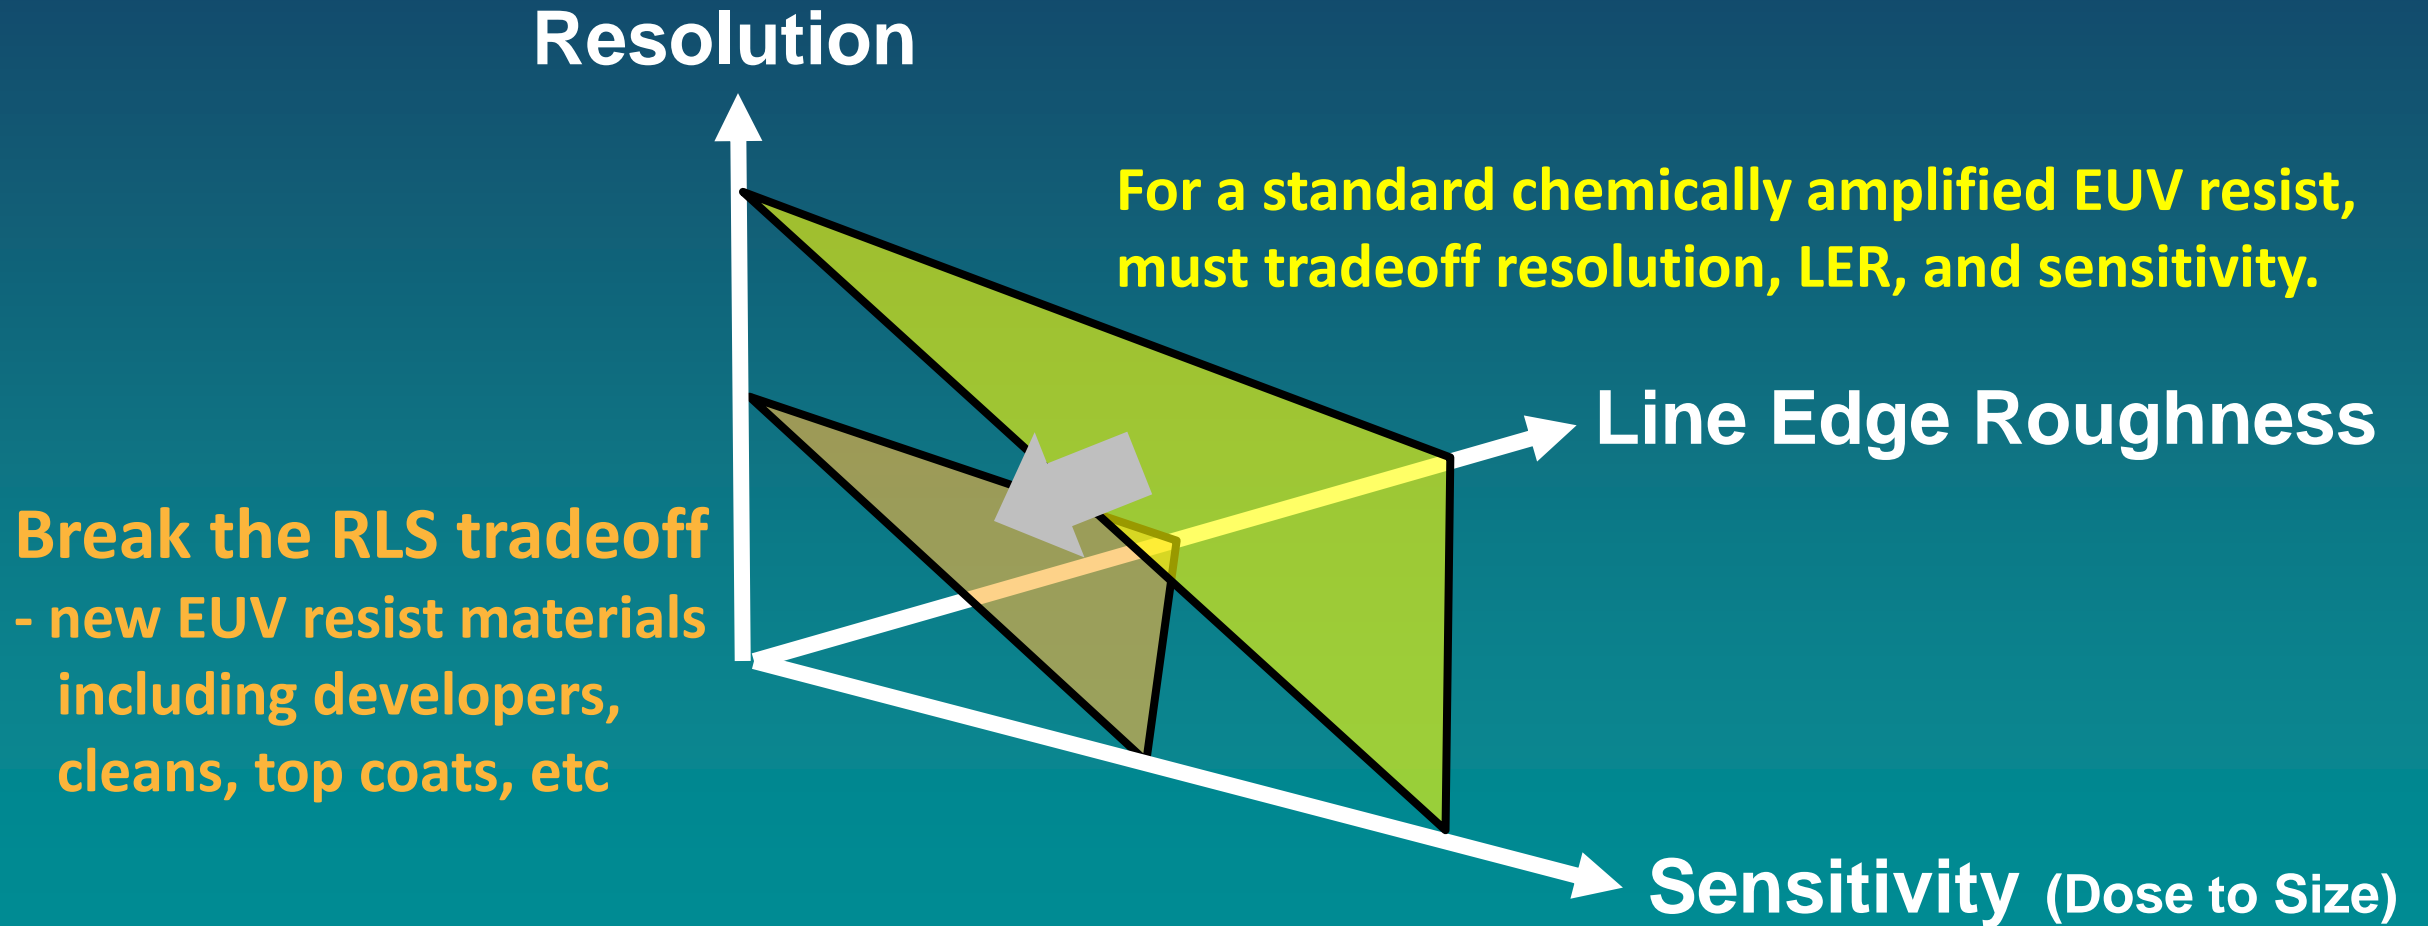 Resolution
For a standard chemically amplified EUV resist,
must tradeoff resolution, LER, and sensitivity.
Line Edge Roughness
Break the RLS tradeoff
- new EUV resist materials
including developers,
cleans, top coats, etc
Sensitivity (Dose to Size)